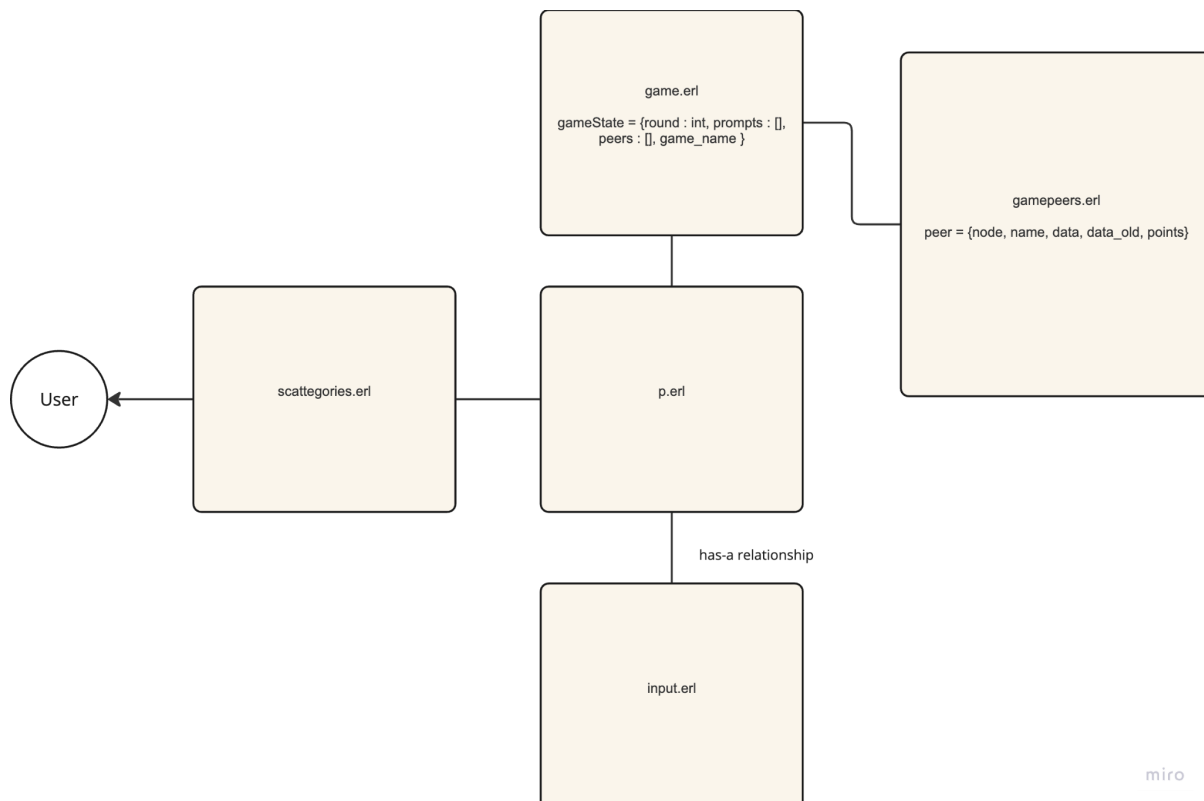 game.erl
gameState = {round : int, prompts : [],
peers : [], game_name }
gamepeers.erl
peer = {node, name, data, data_old, points}
User
scattegories.erl
p.erl
has-a relationship
input.erl
miro